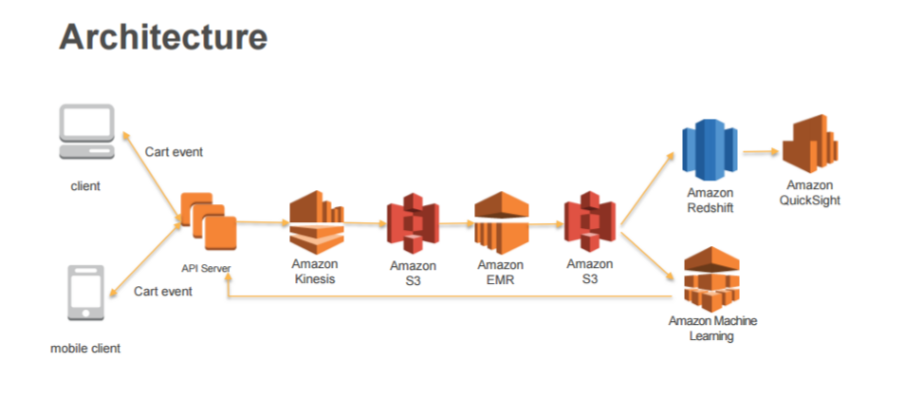 Architecture
Cart event
client
Amazon
Redshift
Amazon
QuickSight
API Server
Amazon
Kinesis
Amazon
S3
Amazon
EMR
Amazon
S3
Cart event
mobile client
Amazon Machine
Learning